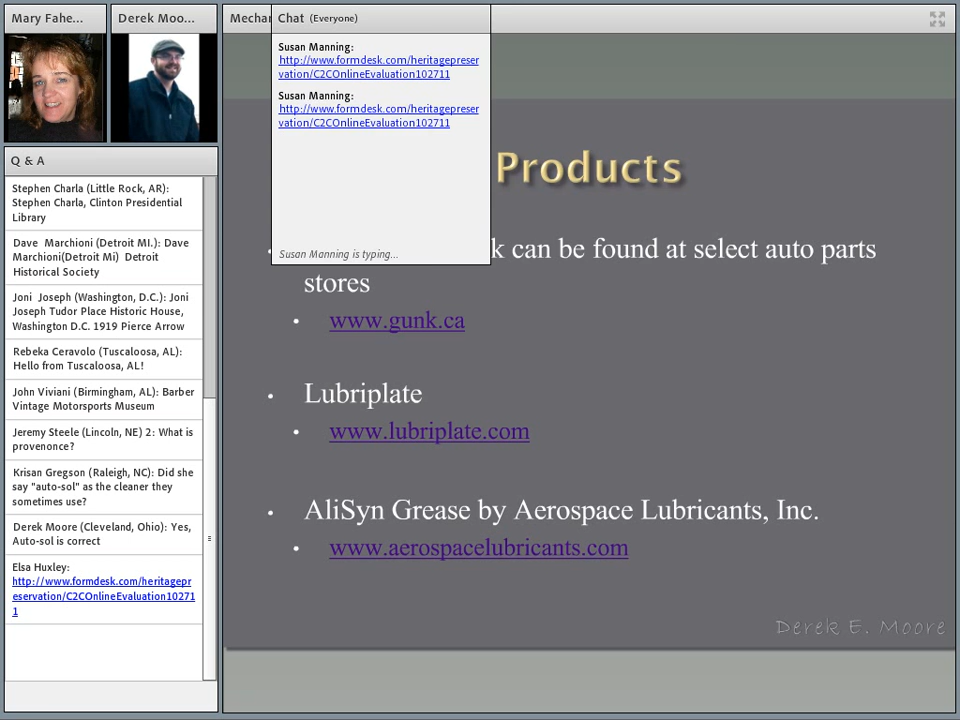 Mary Fahe...
Derek Moo...
Mechar
Chat (Everyone)
Susan Manning:
http://www.formdesk.com/heritagepreser
vation/C2COnlineEvaluation102711
Susan Manning:
http://www.formdesk.com/heritagepreser
vation/C2COnlineEvaluation102711
Susan Manning is typing...
Q & A
Stephen Charla (Little Rock, AR):
Stephen Charla, Clinton Presidential
Library
Dave Marchioni (Detroit MI.): Dave
Marchioni(Detroit Mi) Detroit
Historical Society
Joni Joseph (Washington, D.C.): Joni
Joseph Tudor Place Historic House,
Washington D.C. 1919 Pierce Arrow
Rebeka Ceravolo (Tuscaloosa, AL):
Hello from Tuscaloosa, AL!
John Viviani (Birmingham, AL): Barber
Vintage Motorsports Museum
Jeremy Steele (Lincoln, NE) 2: What is
provenonce?
Krisan Gregson (Raleigh, NC): Did she
say "auto-sol" as the cleaner they
sometimes use?
Derek Moore (Cleveland, Ohio): Yes,
Auto-sol is correct
Elsa Huxley:
http://www.formdesk.com/heritagepr
eservation/C2COnlineEvaluation10271
1
Products
k can be found at select auto parts
stores
• www.gunk.ca
• Lubriplate
• www.lubriplate.com
• AliSyn Grease by Aerospace Lubricants, Inc.
• www.aerospacelubricants.com
Derek E. Moore